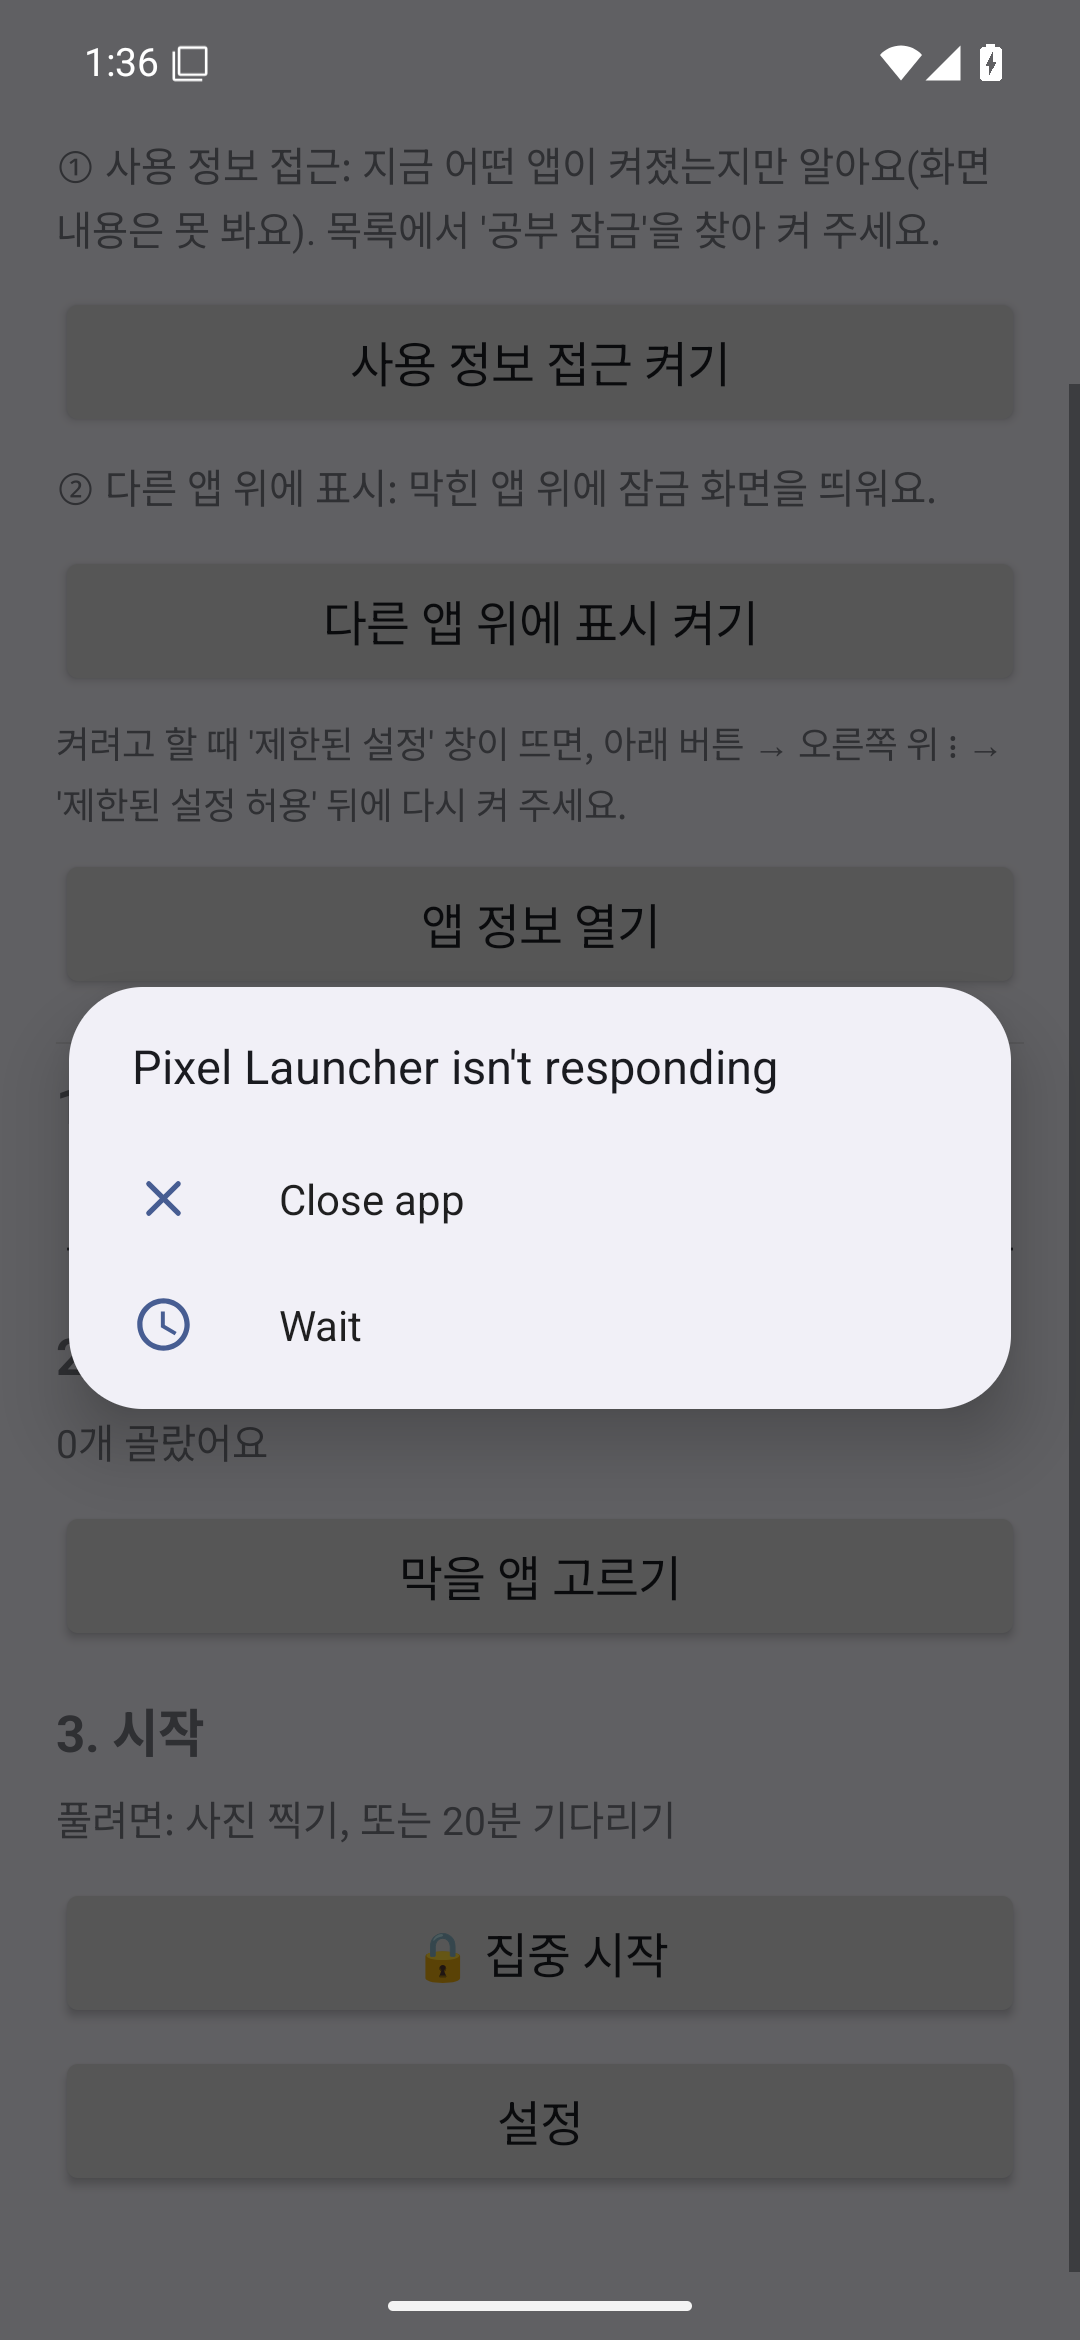 1:36
① 사용 정보 접근: 지금 어떤 앱이 켜졌는지만 알아요(화면
내용은 못 봐요). 목록에서 '공부 잠금'을 찾아 켜 주세요.
사용 정보 접근 켜기
② 다른 앱 위에 표시: 막힌 앱 위에 잠금 화면을 띄워요.
다른 앱 위에 표시 켜기
켜려고 할 때 '제한된 설정' 창이 뜨면, 아래 버튼 → 오른쪽 위 ⋮ →
'제한된 설정 허용' 뒤에 다시 켜 주세요.
앱 정보 열기
Pixel Launcher isn't responding
Close app
Wait
0개 골랐어요
막을 앱 고르기
3. 시작
풀려면: 사진 찍기, 또는 20분 기다리기
🔒 집중 시작
설정